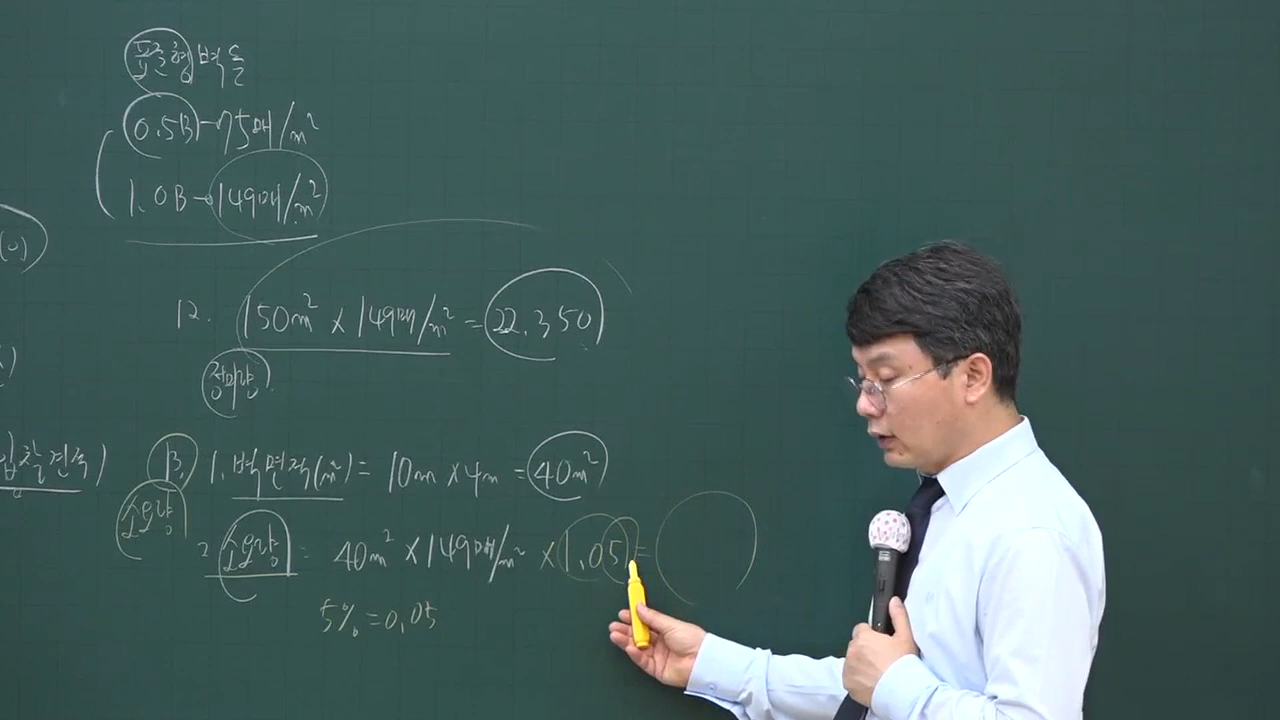 표준형 벽돌
0.5B → 75매/m²
1.0B → 149매/m²
12. 150m² × 149매/m² = 22.350
정미량
B. 1. 벽면적(m²) = 10m × 4m = 40m²
소요량
2. 소요량 = 40m² × 149매/m² × 1.05 =
5% = 0.05